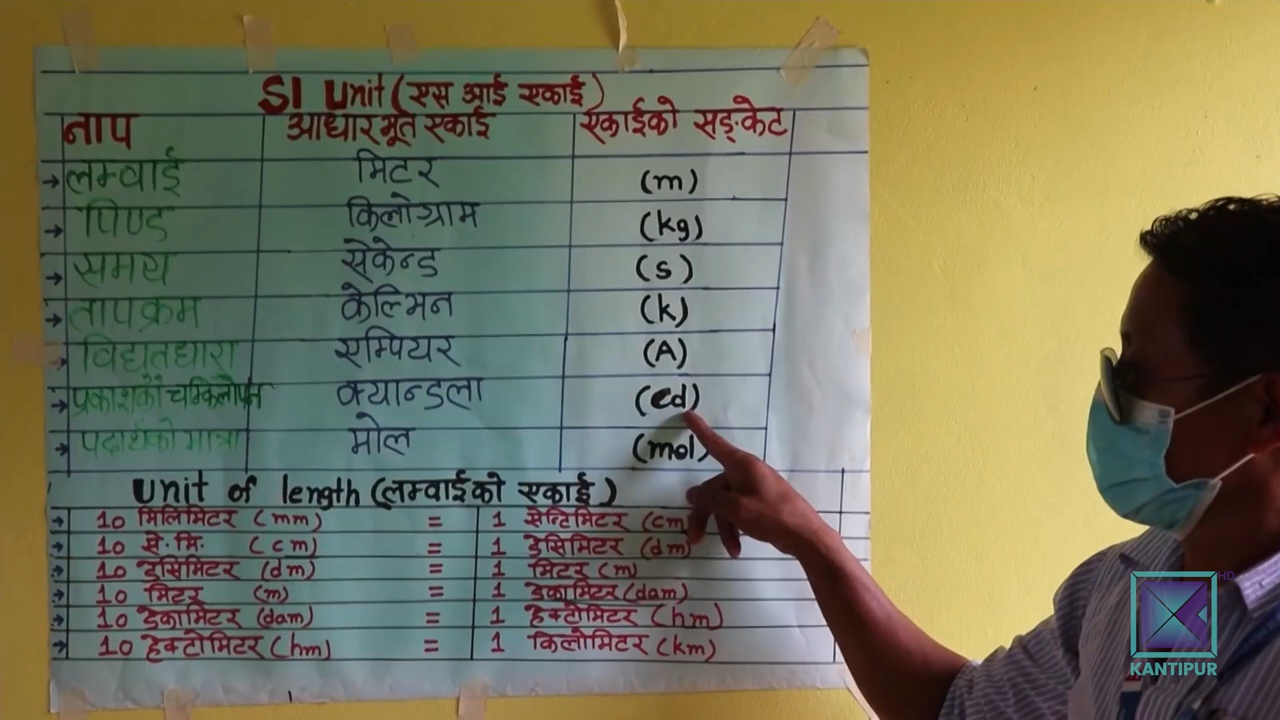 SI Unit (एस आई एकाई)
नाप आधारभूत एकाई एकाईको सङ्केट
→ लम्वाई मिटर (m)
→ पिण्ड किलोग्राम (kg)
→ समय सेकेन्ड (s)
→ तापक्रम केल्भिन (k)
→ विद्युतधारा एम्पियर (A)
→ प्रकाशको चम्किलोपन क्यान्डला (cd)
→ पदार्थको मात्रा मोल (mol)
Unit of length (लम्वाईको एकाई)
→ 10 मिलिमिटर (mm) = 1 सेन्टिमिटर (cm)
→ 10 से.मि. (cm) = 1 डेसिमिटर (dm)
→ 10 डेसिमिटर (dm) = 1 मिटर (m)
→ 10 मिटर (m) = 1 डेकामिटर (dam)
→ 10 डेकामिटर (dam) = 1 हेक्टोमिटर (hm)
→ 10 हेक्टोमिटर (hm) = 1 किलोमिटर (km)
HD
KANTIPUR